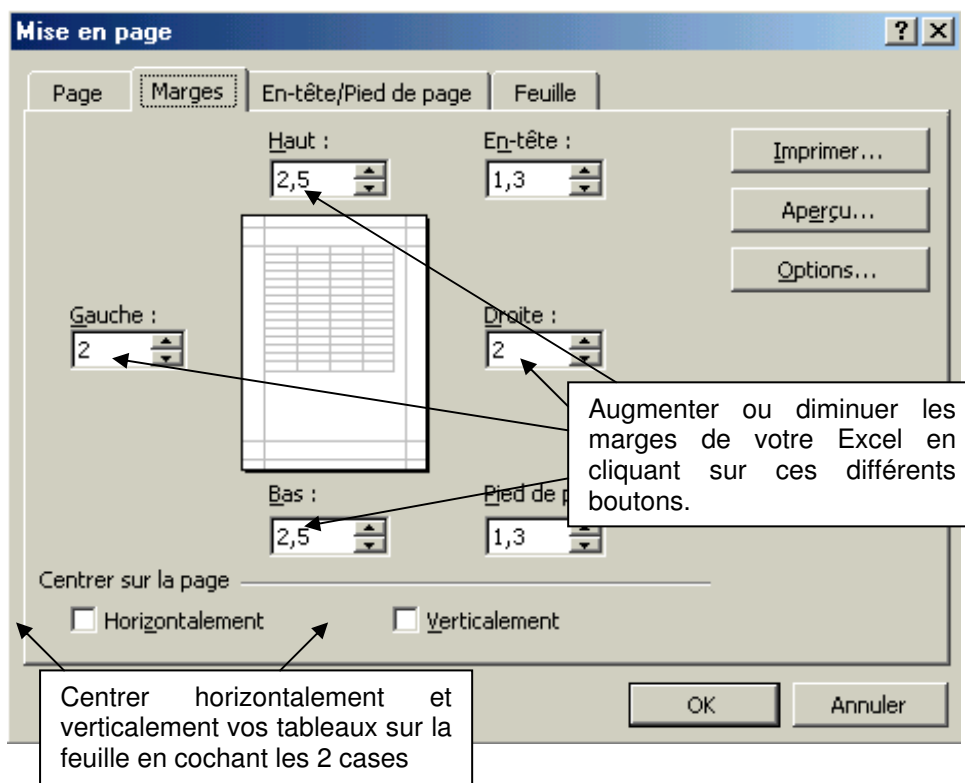 Mise en page
Page Marges En-tête/Pied de page Feuille
Haut : En-tête :
2,5 1,3
Imprimer...
Aperçu...
Options...
Gauche : Droite :
2 2
Augmenter ou diminuer les
marges de votre Excel en
cliquant sur ces différents
boutons.
Bas : Pied de p
2,5 1,3
Centrer sur la page
Horizontalement Verticalement
Centrer horizontalement et
verticalement vos tableaux sur la
feuille en cochant les 2 cases
OK Annuler